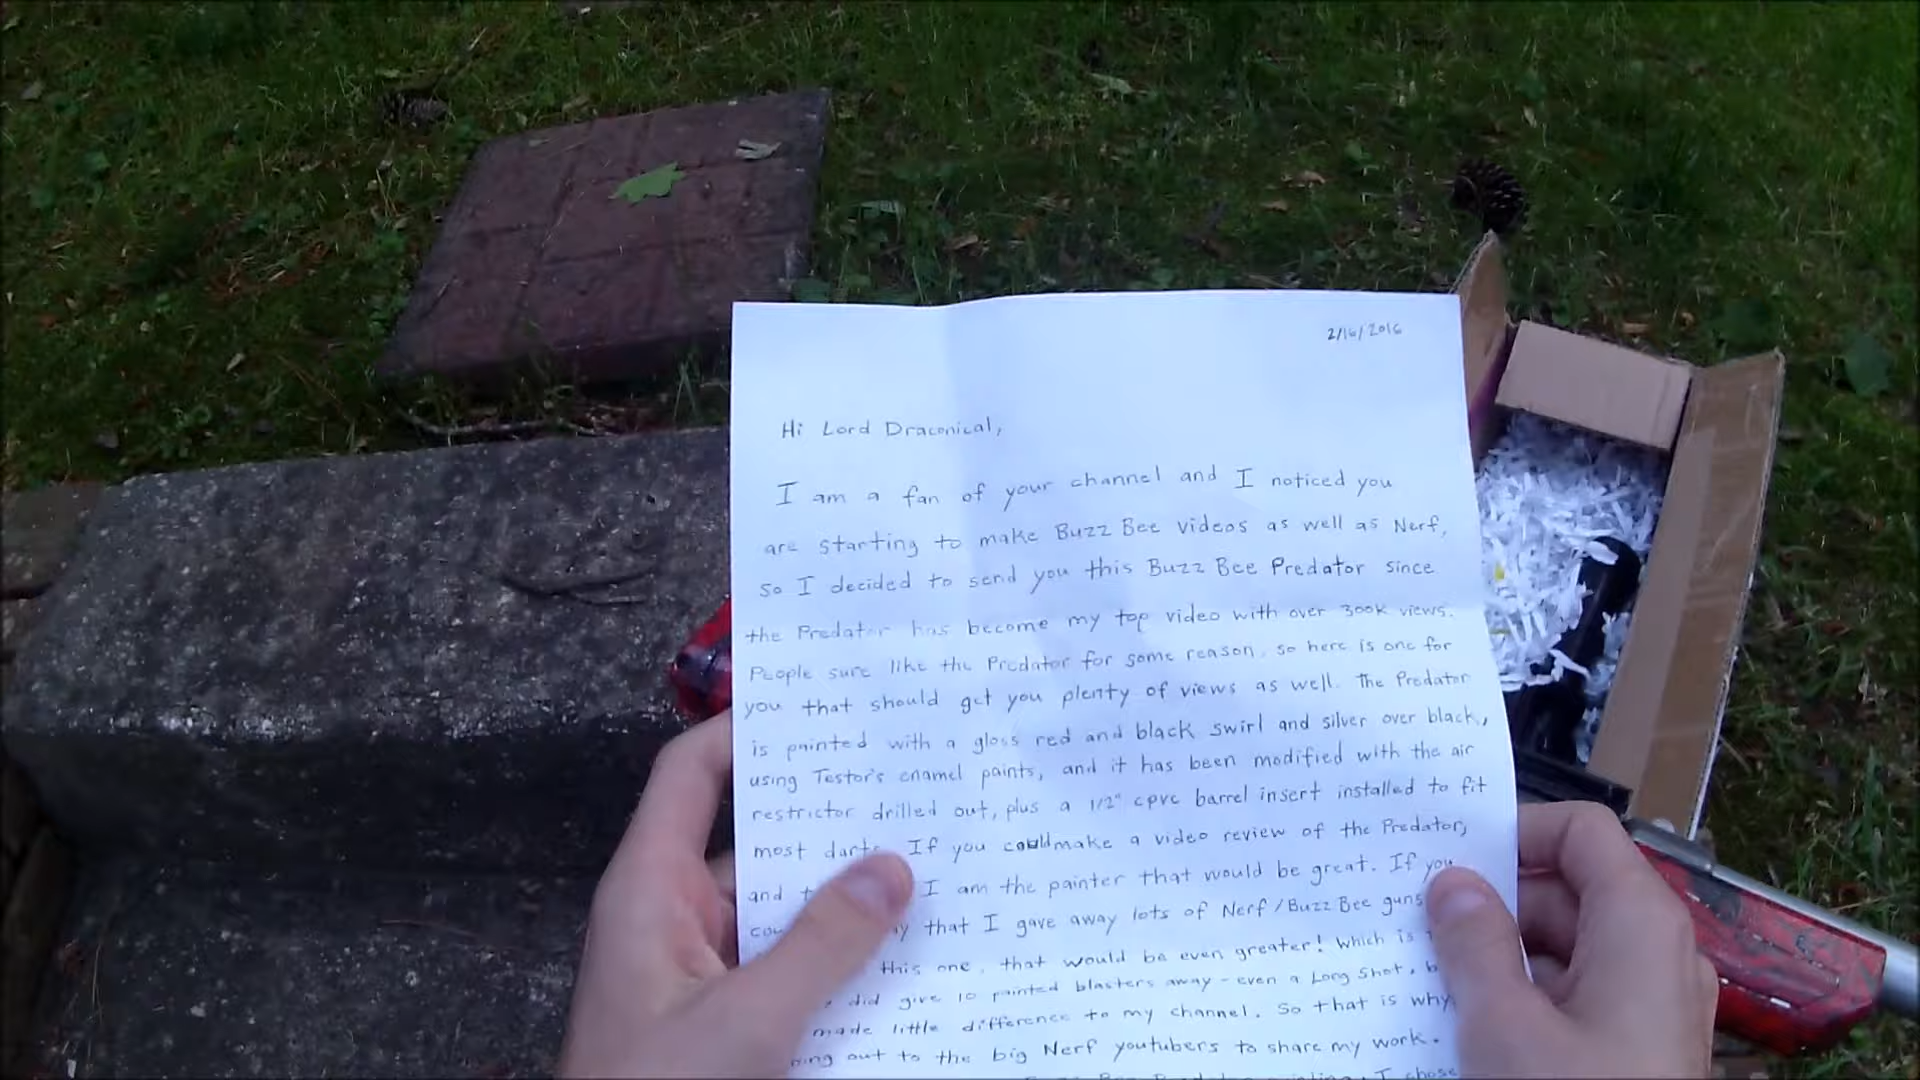 2/16/2016
Hi Lord Draconical,
I am a fan of your channel and I noticed you
are starting to make Buzz Bee videos as well as Nerf,
so I decided to send you this Buzz Bee Predator since
the Predator has become my top video with over 300k views.
People sure like the Predator for some reason, so here is one for
you that should get you plenty of views as well. The Predator
is painted with a gloss red and black swirl and silver over black,
using Testor's enamel paints, and it has been modified with the air
restrictor drilled out, plus a 1/2" cpvc barrel insert installed to fit
most darts. If you could make a video review of the Predator,
and I am the painter that would be great. If you
that I gave away lots of Nerf/Buzz Bee guns
this one, that would be even greater! Which is
did give 10 painted blasters away - even a Long Shot,
made little difference to my channel. So that is why
out to the big Nerf youtubers to share my work.
I chose